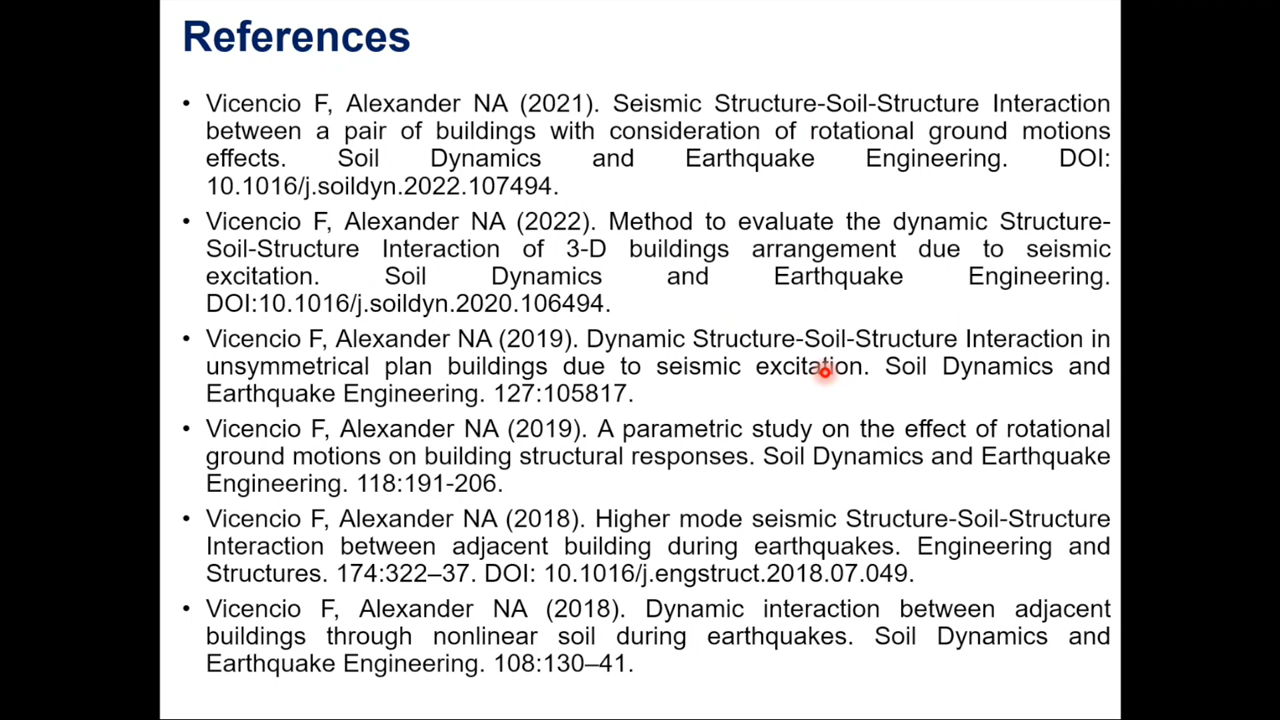 References
• Vicencio F, Alexander NA (2021). Seismic Structure-Soil-Structure Interaction
between a pair of buildings with consideration of rotational ground motions
effects. Soil Dynamics and Earthquake Engineering. DOI:
10.1016/j.soildyn.2022.107494.
• Vicencio F, Alexander NA (2022). Method to evaluate the dynamic Structure-
Soil-Structure Interaction of 3-D buildings arrangement due to seismic
excitation. Soil Dynamics and Earthquake Engineering.
DOI:10.1016/j.soildyn.2020.106494.
• Vicencio F, Alexander NA (2019). Dynamic Structure-Soil-Structure Interaction in
unsymmetrical plan buildings due to seismic excitation. Soil Dynamics and
Earthquake Engineering. 127:105817.
• Vicencio F, Alexander NA (2019). A parametric study on the effect of rotational
ground motions on building structural responses. Soil Dynamics and Earthquake
Engineering. 118:191-206.
• Vicencio F, Alexander NA (2018). Higher mode seismic Structure-Soil-Structure
Interaction between adjacent building during earthquakes. Engineering and
Structures. 174:322–37. DOI: 10.1016/j.engstruct.2018.07.049.
• Vicencio F, Alexander NA (2018). Dynamic interaction between adjacent
buildings through nonlinear soil during earthquakes. Soil Dynamics and
Earthquake Engineering. 108:130–41.